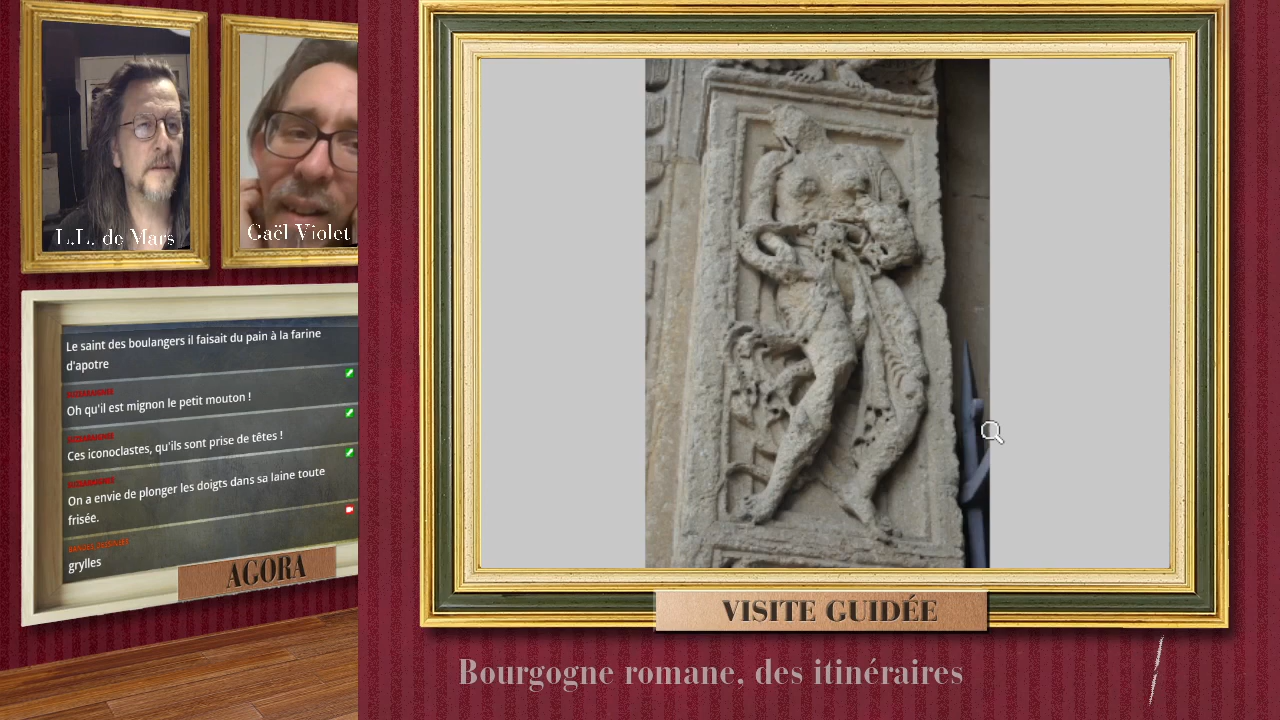 L.L. de Mars
Gaël Violet
Le saint des boulangers il faisait du pain à la farine
d'apotre
Oh qu'il est mignon le petit mouton !
Ces iconoclastes, qu'ils sont prise de têtes !
On a envie de plonger les doigts dans sa laine toute
frisée.
grylles
AGORA
VISITE GUIDÉE
Bourgogne romane, des itinéraires